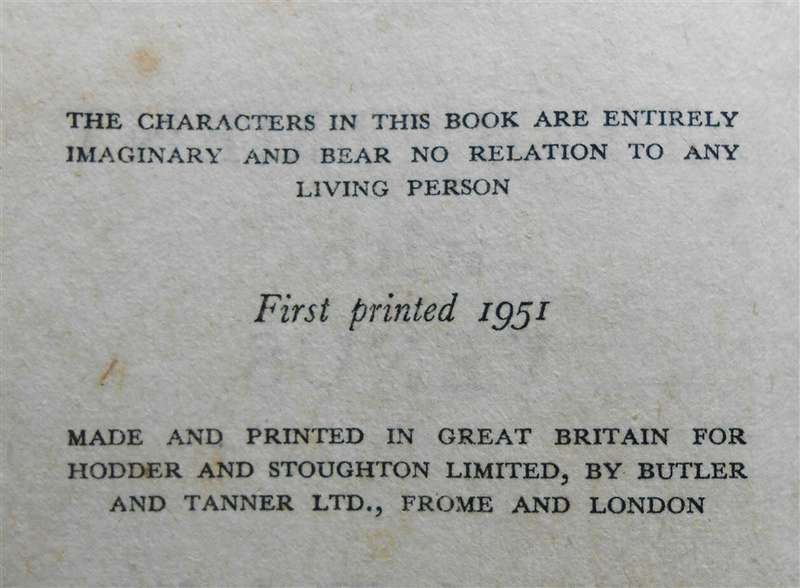 THE CHARACTERS IN THIS BOOK ARE ENTIRELY
IMAGINARY AND BEAR NO RELATION TO ANY
LIVING PERSON
First printed 1951
MADE AND PRINTED IN GREAT BRITAIN FOR
HODDER AND STOUGHTON LIMITED, BY BUTLER
AND TANNER LTD., FROME AND LONDON